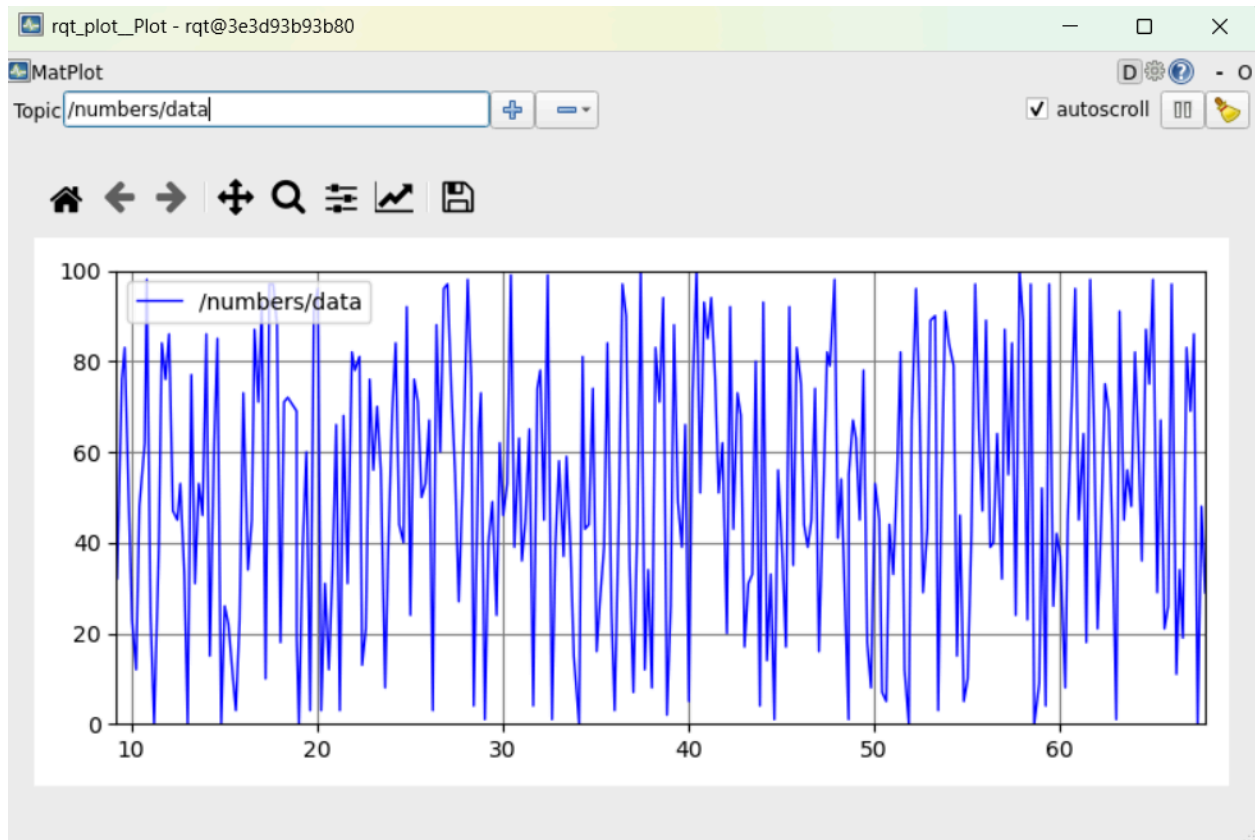 rqt_plot__Plot - rqt@3e3d93b93b80
MatPlot
D
- O
Topic /numbers/data
autoscroll
/numbers/data
100
80
60
40
20
0
10 20 30 40 50 60